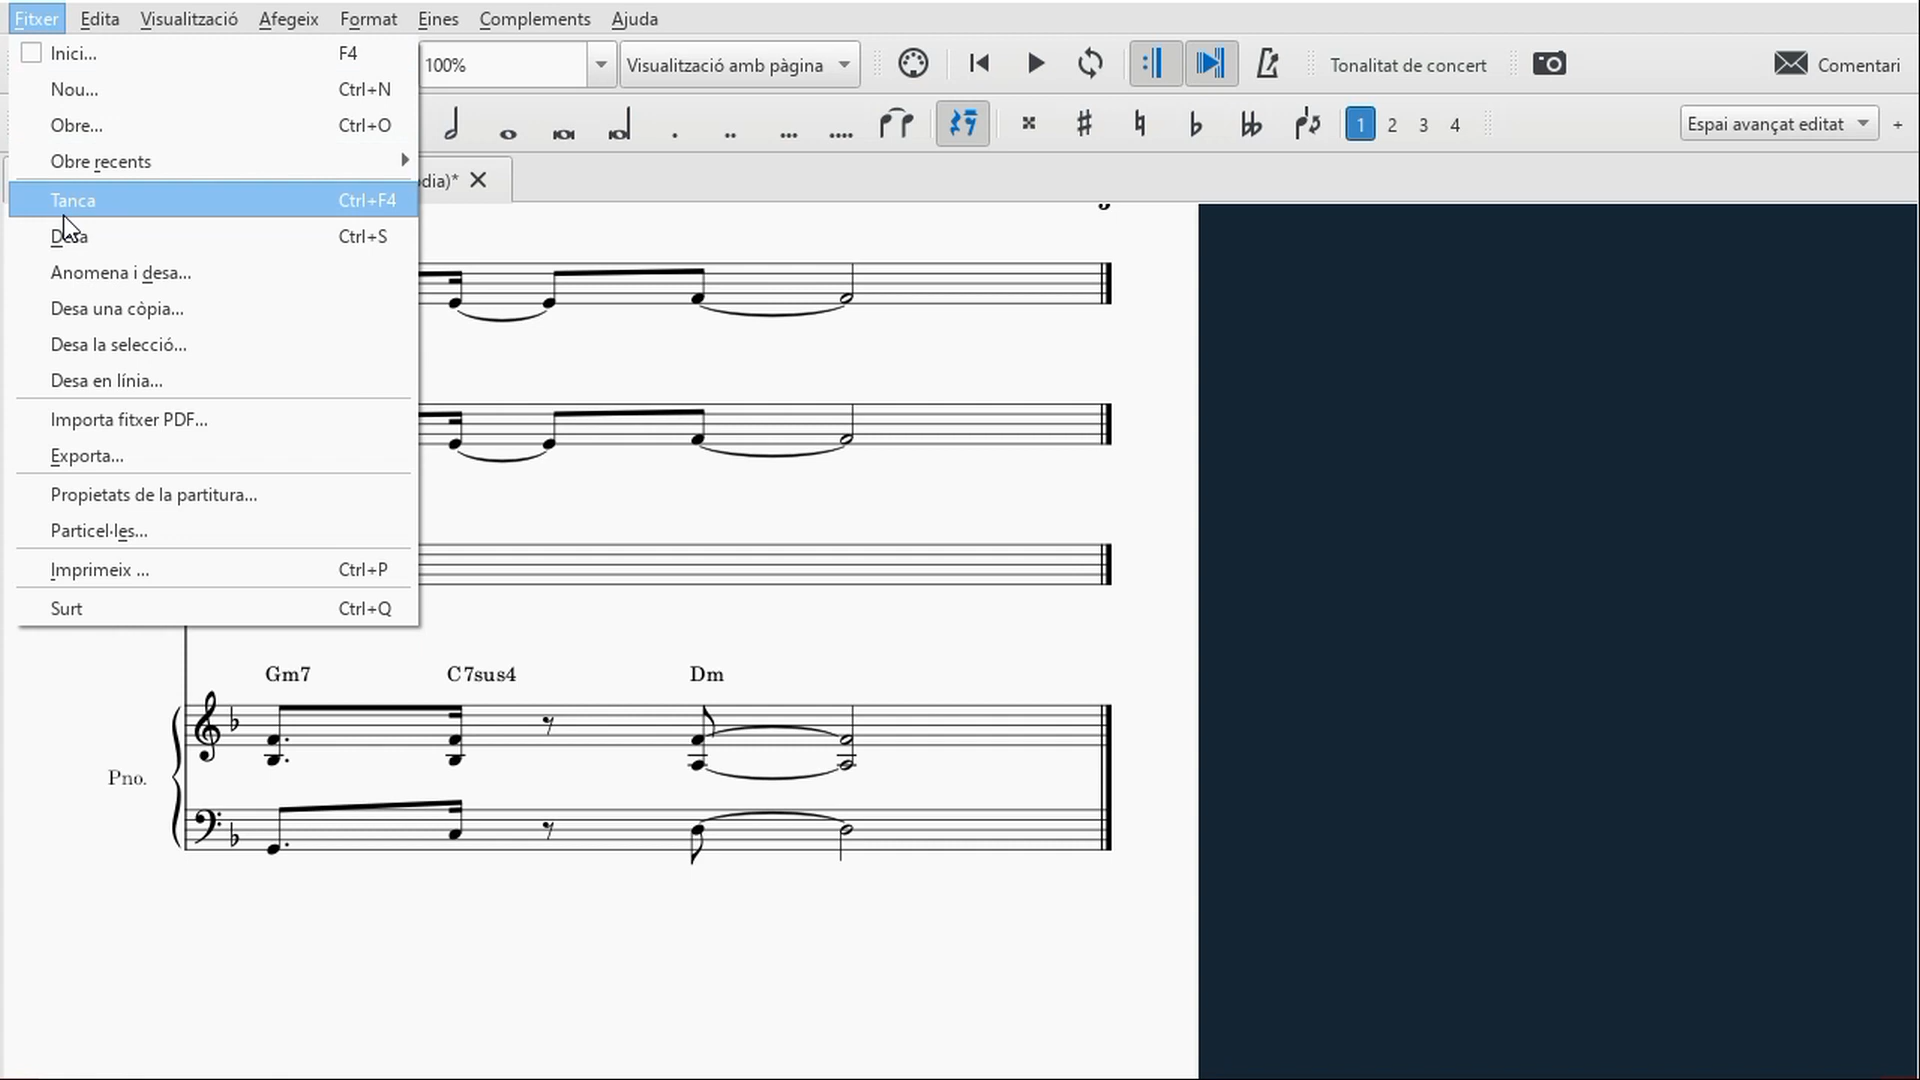 Fitxer Edita Visualització Afegeix Format Eines Complements Ajuda
Inici... F4
Nou... Ctrl+N
Obre... Ctrl+O
Obre recents
Tanca Ctrl+F4
Desa Ctrl+S
Anomena i desa...
Desa una còpia...
Desa la selecció...
Desa en línia...
Importa fitxer PDF...
Exporta...
Propietats de la partitura...
Particel·les...
Imprimeix ... Ctrl+P
Surt Ctrl+Q
100% Visualització amb pàgina Tonalitat de concert Comentari
1 2 3 4 Espai avançat editat +
dia)*
Gm7 C7sus4 Dm
Pno.